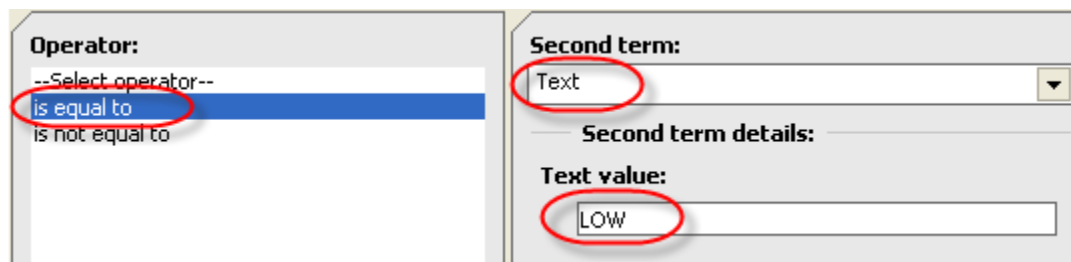 Operator:
--Select operator--
is equal to
is not equal to
Second term:
Text
Second term details:
Text value:
LOW